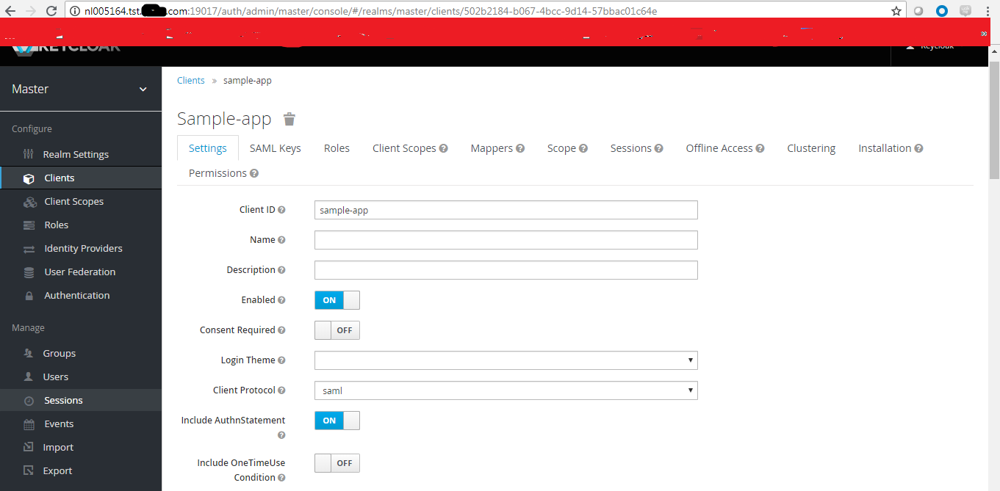 nl005164.tst. .com:19017/auth/admin/master/console/#/realms/master/clients/502b2184-b067-4bcc-9d14-57bbac01c64e
KEYCLOAK
Keycloak
Master
Clients » sample-app
Sample-app
Configure
Settings SAML Keys Roles Client Scopes Mappers Scope Sessions Offline Access Clustering Installation
Permissions
Realm Settings
Clients
Client Scopes
Roles
Identity Providers
User Federation
Authentication
Manage
Groups
Users
Sessions
Events
Import
Export
Client ID sample-app
Name
Description
Enabled ON
Consent Required OFF
Login Theme
Client Protocol saml
Include AuthnStatement ON
Include OneTimeUse
Condition OFF